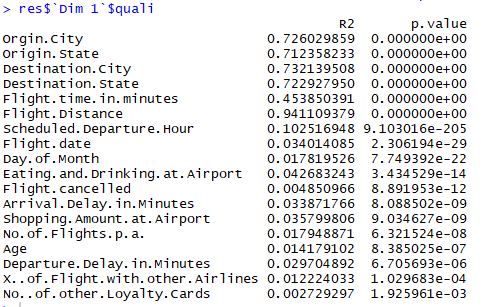 > res$`Dim 1`$quali
R2 p.value
Orgin.City 0.726029859 0.000000e+00
Origin.State 0.712358233 0.000000e+00
Destination.City 0.732139508 0.000000e+00
Destination.State 0.722927950 0.000000e+00
Flight.time.in.minutes 0.453850391 0.000000e+00
Flight.Distance 0.941109379 0.000000e+00
Scheduled.Departure.Hour 0.102516948 9.103016e-205
Flight.date 0.034014085 2.306194e-29
Day.of.Month 0.017819526 7.749392e-22
Eating.and.Drinking.at.Airport 0.042683243 3.434529e-14
Flight.cancelled 0.004850966 8.891953e-12
Arrival.Delay.in.Minutes 0.033871766 8.088502e-09
Shopping.Amount.at.Airport 0.035799806 9.034627e-09
No.of.Flights.p.a. 0.017948871 6.321524e-08
Age 0.014179102 8.385025e-07
Departure.Delay.in.Minutes 0.029704892 6.705693e-06
X..of.Flight.with.other.Airlines 0.012224033 1.029683e-04
No..of.other.Loyalty.Cards 0.002729297 1.925961e-03